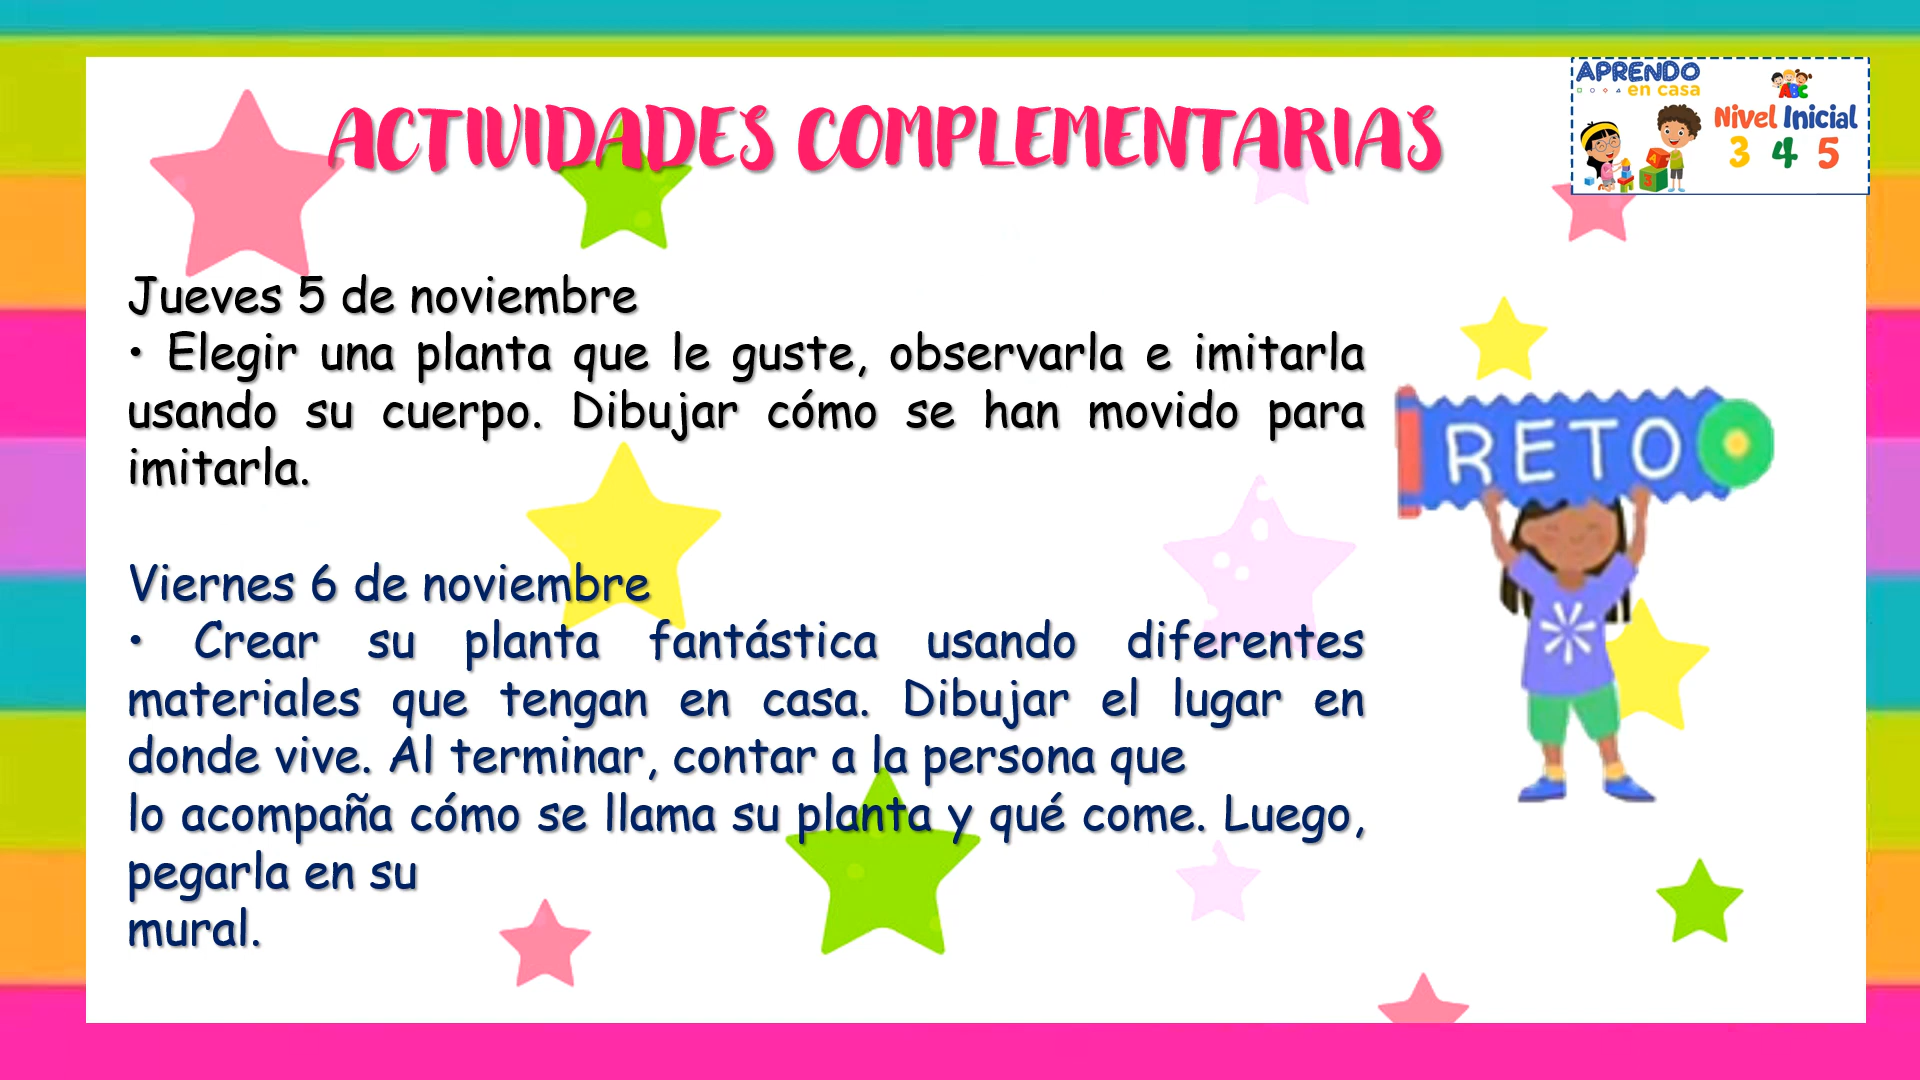 APRENDO
en casa
ABC
Nivel Inicial
3 4 5
ACTIVIDADES COMPLEMENTARIAS
Jueves 5 de noviembre
• Elegir una planta que le guste, observarla e imitarla
usando su cuerpo. Dibujar cómo se han movido para
imitarla.
RETO
Viernes 6 de noviembre
• Crear su planta fantástica usando diferentes
materiales que tengan en casa. Dibujar el lugar en
donde vive. Al terminar, contar a la persona que
lo acompaña cómo se llama su planta y qué come. Luego,
pegarla en su
mural.